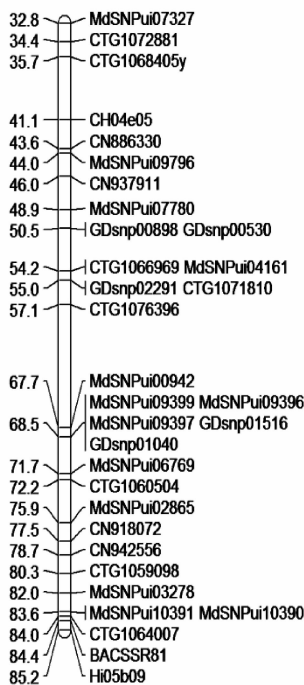 32.8 MdSNPui07327
34.4 CTG1072881
35.7 CTG1068405y
41.1 CH04e05
43.6 CN886330
44.0 MdSNPui09796
46.0 CN937911
48.9 MdSNPui07780
50.5 GDsnp00898 GDsnp00530
54.2 CTG1066969 MdSNPui04161
55.0 GDsnp02291 CTG1071810
57.1 CTG1076396
67.7 MdSNPui00942
MdSNPui09399 MdSNPui09396
68.5 MdSNPui09397 GDsnp01516
GDsnp01040
71.7 MdSNPui06769
72.2 CTG1060504
75.9 MdSNPui02865
77.5 CN918072
78.7 CN942556
80.3 CTG1059098
82.0 MdSNPui03278
83.6 MdSNPui10391 MdSNPui10390
84.0 CTG1064007
84.4 BACSSR81
85.2 Hi05b09